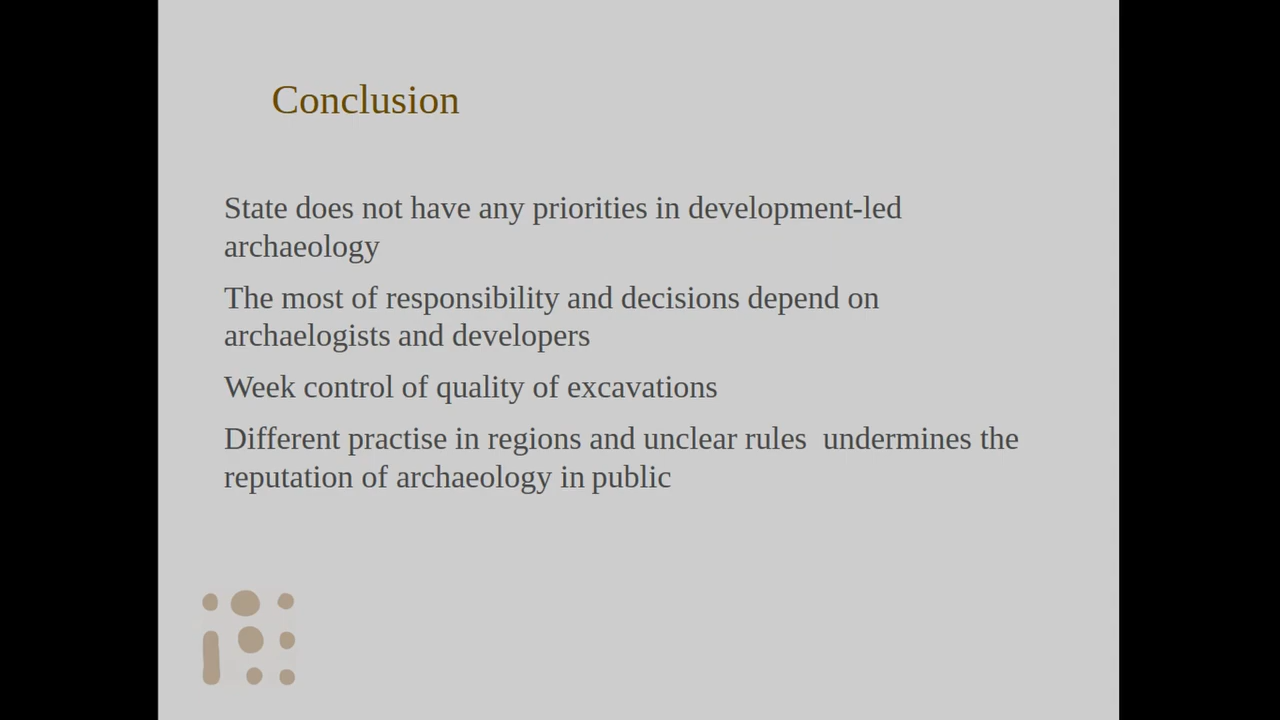 Conclusion
State does not have any priorities in development-led
archaeology
The most of responsibility and decisions depend on
archaelogists and developers
Week control of quality of excavations
Different practise in regions and unclear rules  undermines the
reputation of archaeology in public